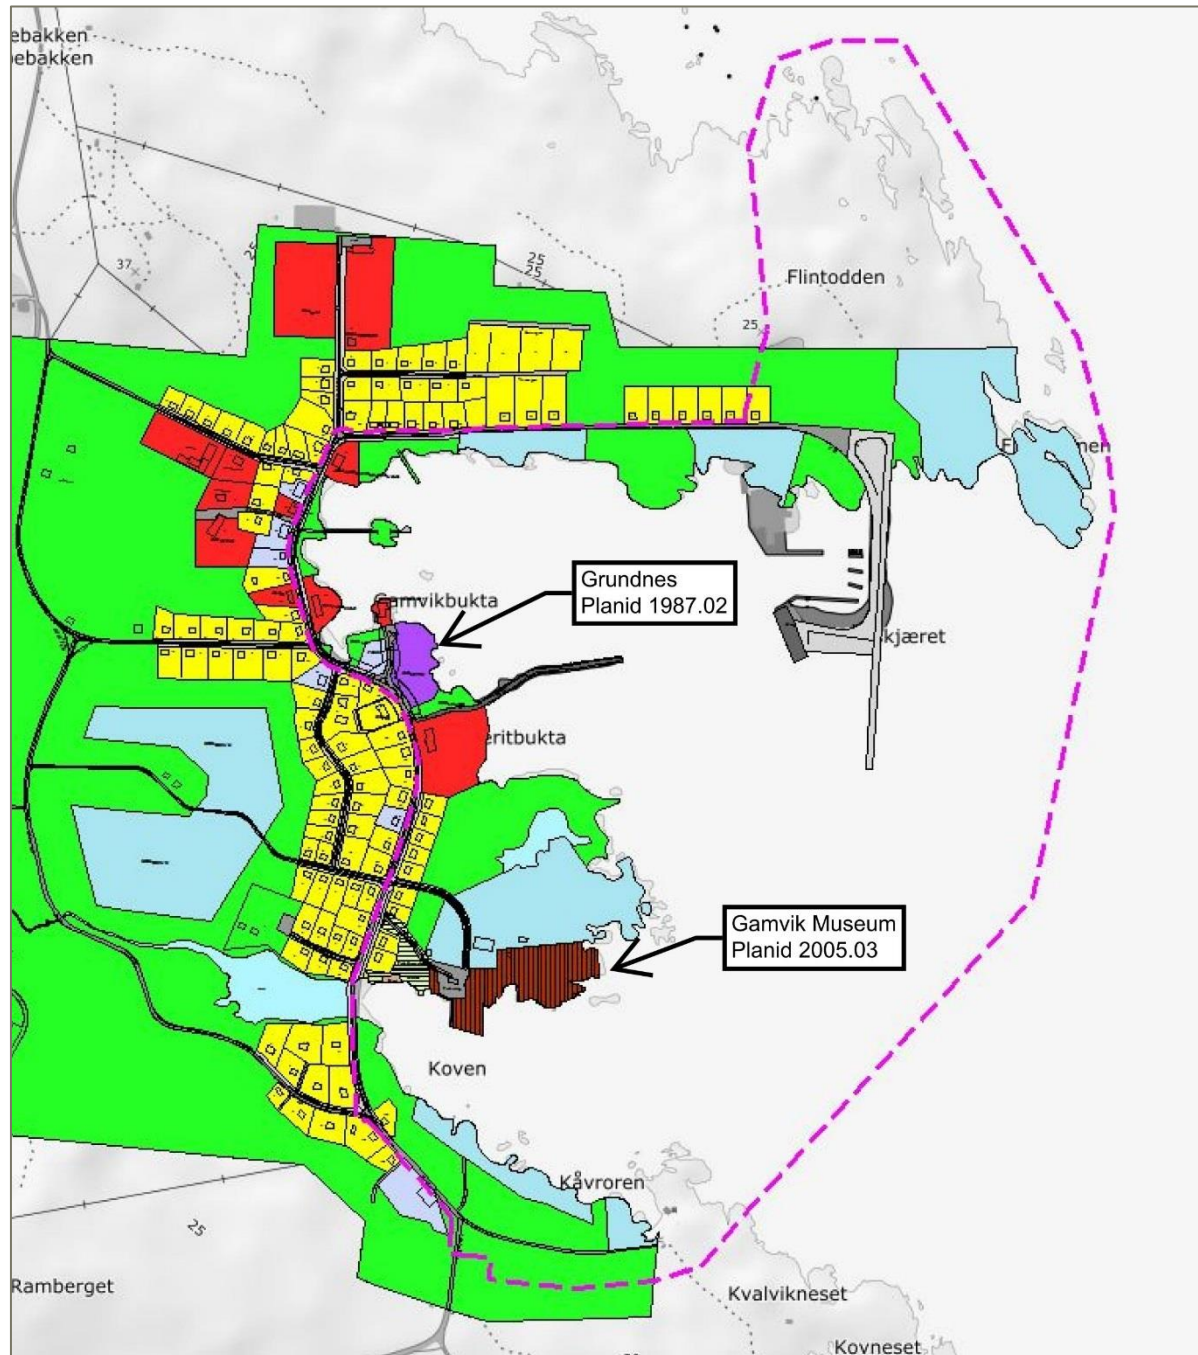 ebakken
ebakken
37
25
25
25
Flintodden
25
men
Grundnes
Planid 1987.02
Gamvikbukta
kjæret
eritbukta
Gamvik Museum
Planid 2005.03
Koven
Kåvroren
25
Ramberget
Kvalvikneset
Kovneset